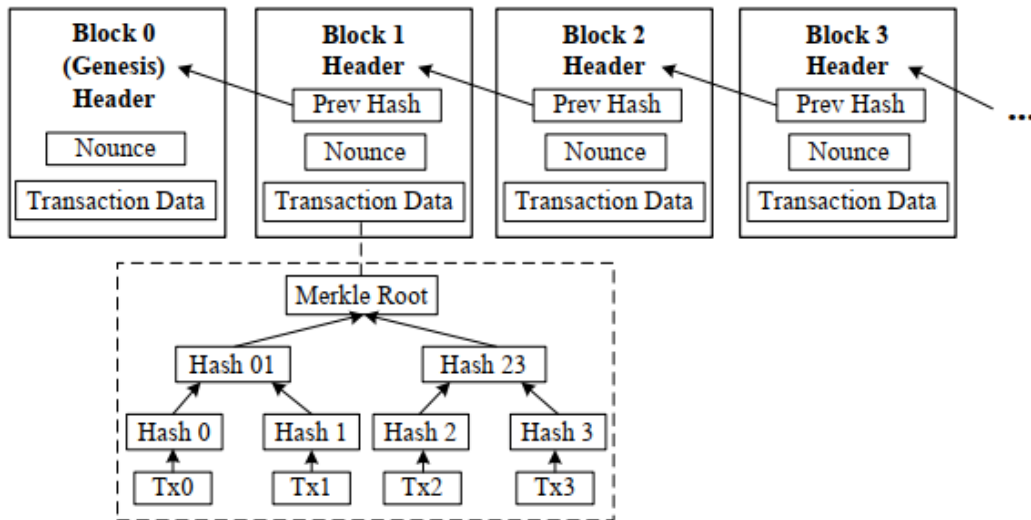 Block 0
(Genesis)
Header
Nounce
Transaction Data
Block 1
Header
Prev Hash
Nounce
Transaction Data
Block 2
Header
Prev Hash
Nounce
Transaction Data
Block 3
Header
Prev Hash
Nounce
Transaction Data
...
Merkle Root
Hash 01
Hash 23
Hash 0
Hash 1
Hash 2
Hash 3
Tx0
Tx1
Tx2
Tx3